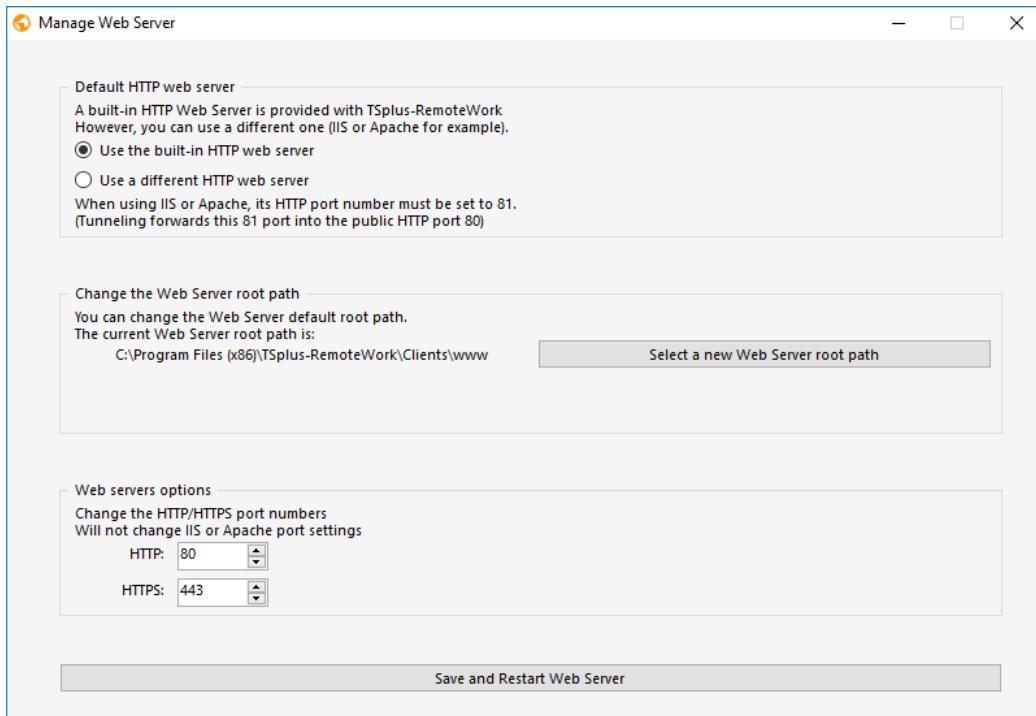 Manage Web Server
Default HTTP web server
A built-in HTTP Web Server is provided with TSplus-RemoteWork
However, you can use a different one (IIS or Apache for example).
Use the built-in HTTP web server
Use a different HTTP web server
When using IIS or Apache, its HTTP port number must be set to 81.
(Tunneling forwards this 81 port into the public HTTP port 80)
Change the Web Server root path
You can change the Web Server default root path.
The current Web Server root path is:
C:\Program Files (x86)\TSplus-RemoteWork\Clients\www
Select a new Web Server root path
Web servers options
Change the HTTP/HTTPS port numbers
Will not change IIS or Apache port settings
HTTP: 80
HTTPS: 443
Save and Restart Web Server